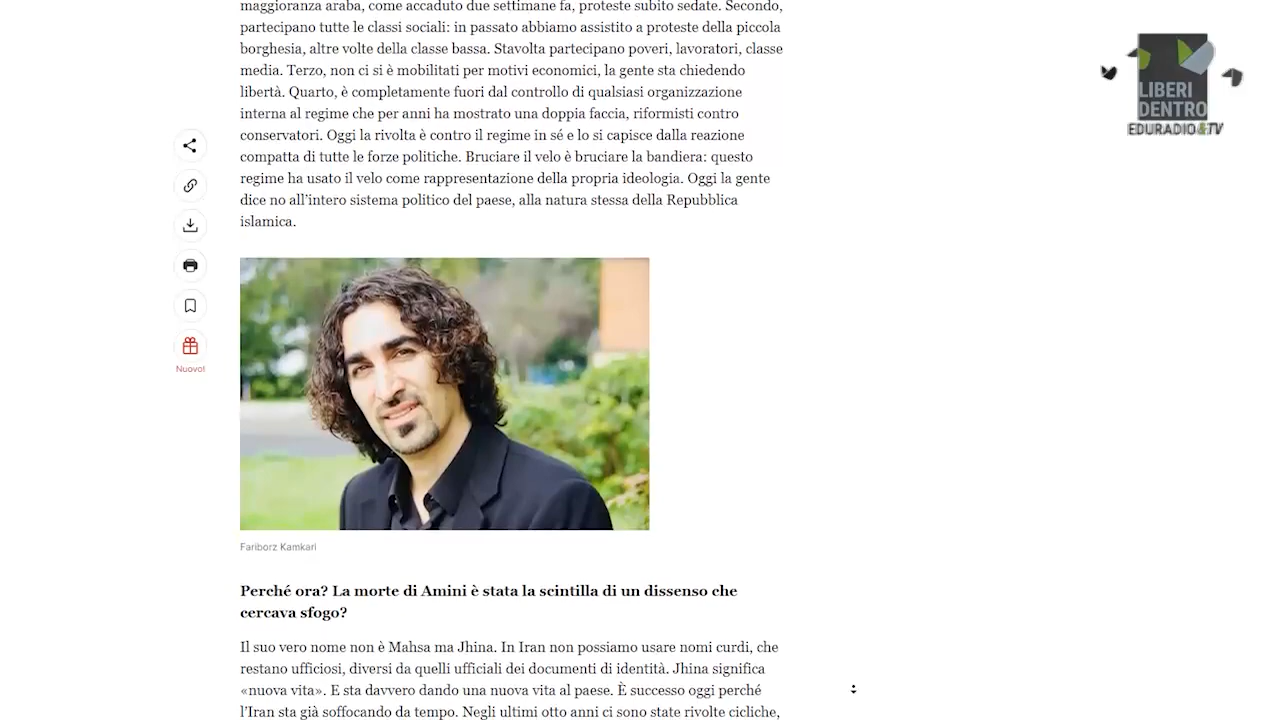 maggioranza araba, come accaduto due settimane fa, proteste subito sedate. Secondo,
partecipano tutte le classi sociali: in passato abbiamo assistito a proteste della piccola
borghesia, altre volte della classe bassa. Stavolta partecipano poveri, lavoratori, classe
media. Terzo, non ci si è mobilitati per motivi economici, la gente sta chiedendo
libertà. Quarto, è completamente fuori dal controllo di qualsiasi organizzazione
interna al regime che per anni ha mostrato una doppia faccia, riformisti contro
conservatori. Oggi la rivolta è contro il regime in sé e lo si capisce dalla reazione
compatta di tutte le forze politiche. Bruciare il velo è bruciare la bandiera: questo
regime ha usato il velo come rappresentazione della propria ideologia. Oggi la gente
dice no all’intero sistema politico del paese, alla natura stessa della Repubblica
islamica.
Nuovo!
Fariborz Kamkari
Perché ora? La morte di Amini è stata la scintilla di un dissenso che
cercava sfogo?
Il suo vero nome non è Mahsa ma Jhina. In Iran non possiamo usare nomi curdi, che
restano ufficiosi, diversi da quelli ufficiali dei documenti di identità. Jhina significa
«nuova vita». E sta davvero dando una nuova vita al paese. È successo oggi perché
l’Iran sta già soffocando da tempo. Negli ultimi otto anni ci sono state rivolte cicliche,
LIBERI
DENTRO
EDURADIO&TV